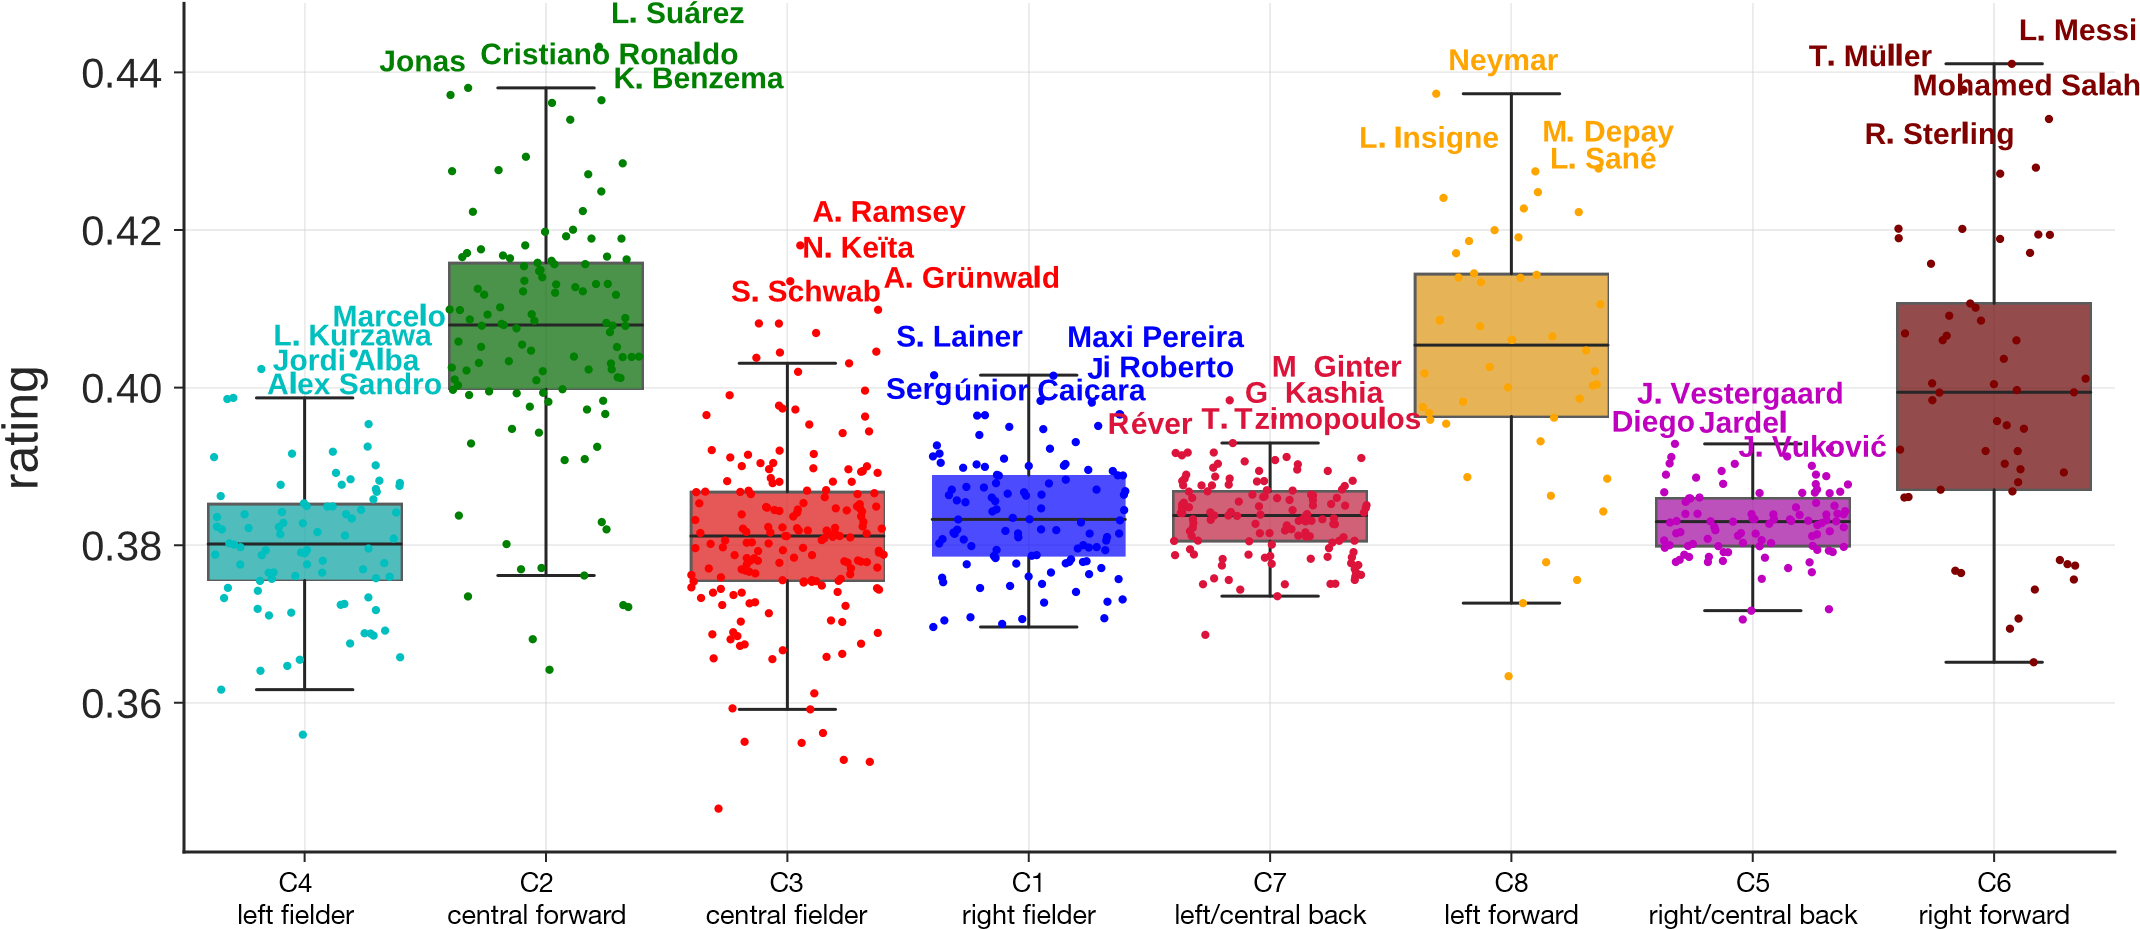 L. Suárez
L. Messi
Jonas
Cristiano Ronaldo
K. Benzema
Neymar
T. Müller
Mohamed Salah
0.44
L. Insigne
M. Depay
L. Sané
R. Sterling
0.42
A. Ramsey
N. Keïta
A. Grünwald
S. Schwab
Marcelo
L. Kurzawa
Jordi Alba
Alex Sandro
S. Lainer
Maxi Pereira
Roberto
Júnior Caiçara
M Ginter
G Kashia
Réver
T. Tzimopoulos
J. Vestergaard
Diego
Jardel
J. Vuković
0.40
0.38
0.36
rating
C4
C2
C3
C1
C7
C8
C5
C6
left fielder
central forward
central fielder
right fielder
left/central back
left forward
right/central back
right forward